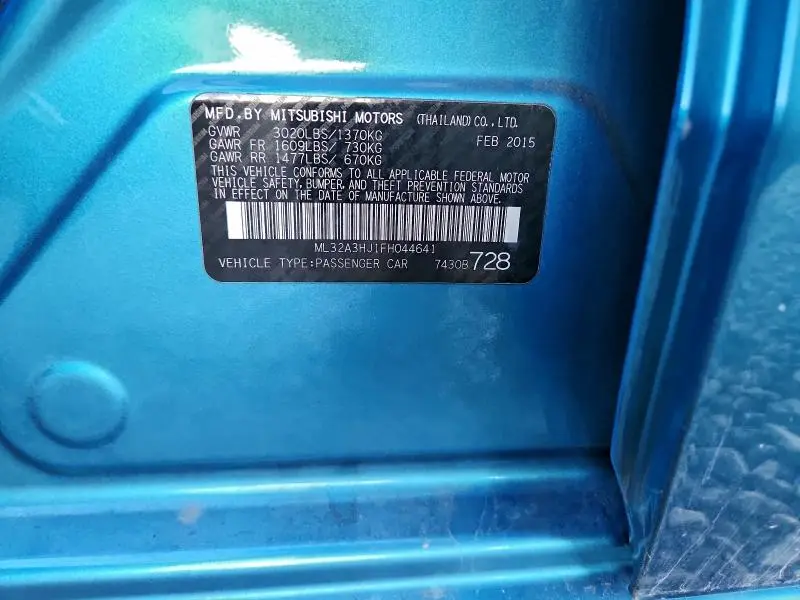 MFD. BY MITSUBISHI MOTORS (THAILAND) CO., LTD.
GVWR 3020LBS/1370KG FEB 2015
GAWR FR 1609LBS/ 730KG
GAWR RR 1477LBS/ 670KG
THIS VEHICLE CONFORMS TO ALL APPLICABLE FEDERAL MOTOR
VEHICLE SAFETY, BUMPER, AND THEFT PREVENTION STANDARDS
IN EFFECT ON THE DATE OF MANUFACTURE SHOWN ABOVE.
ML32A3HJ1FH044641
VEHICLE TYPE:PASSENGER CAR 7430B 728